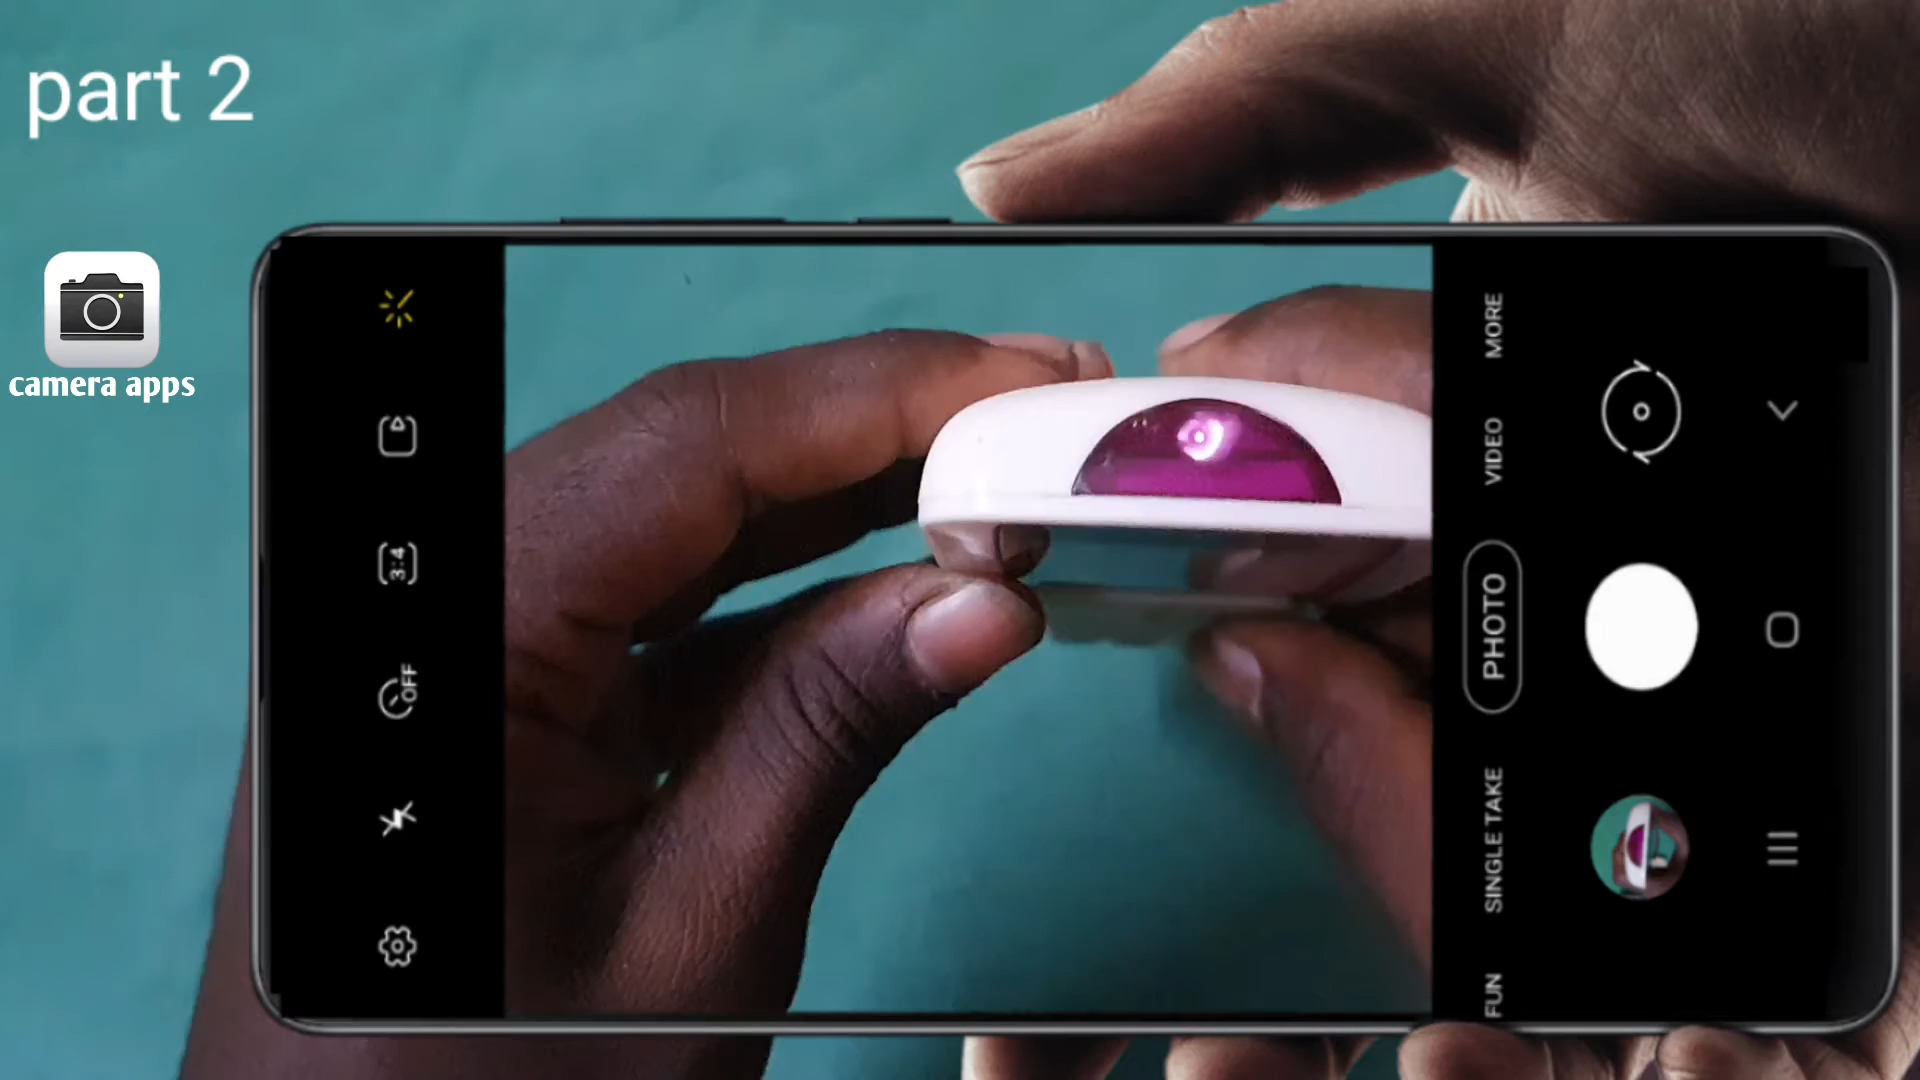 part 2
camera apps
3:4
OFF
MORE
VIDEO
PHOTO
SINGLE TAKE
FUN